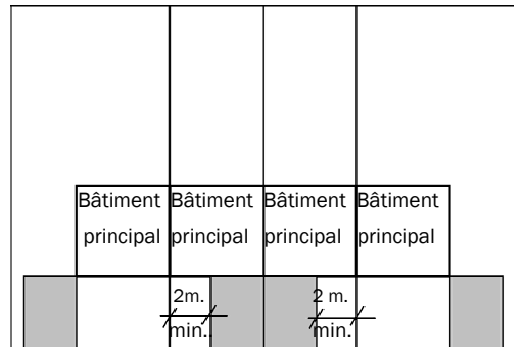 Bâtiment Bâtiment Bâtiment Bâtiment
principal principal principal principal
2m. 2 m.
min.. min.